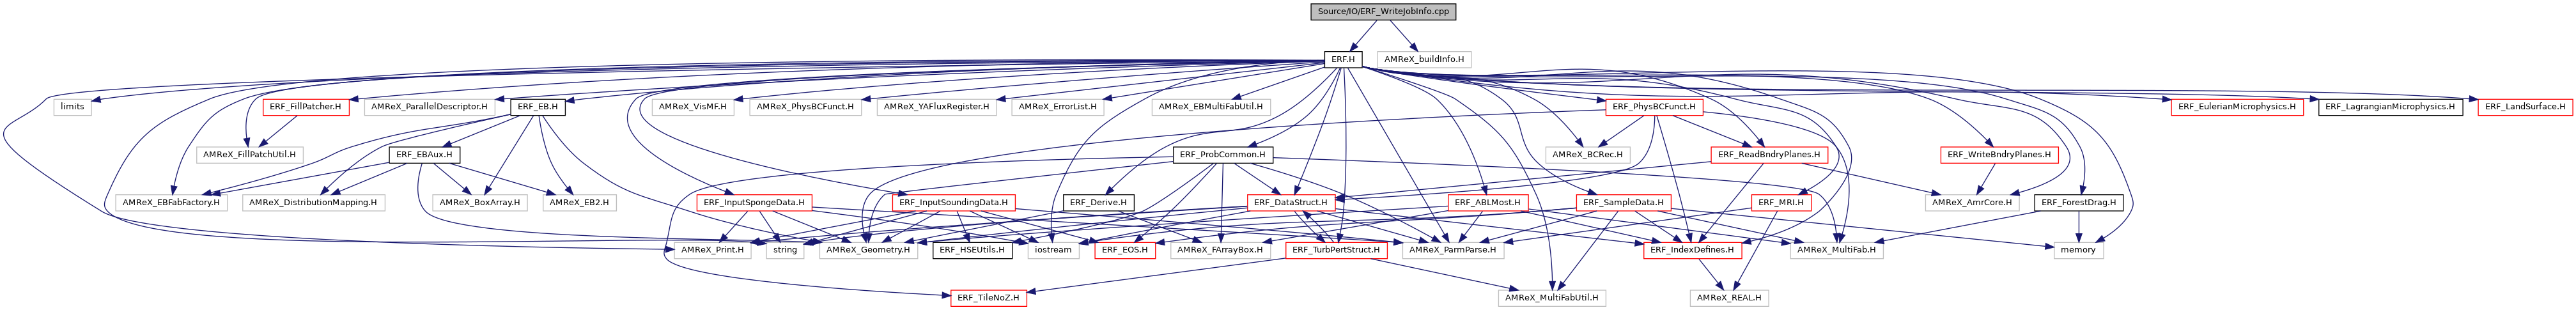 Source/IO/ERF_WriteJobInfo.cpp
ERF.H
AMReX_buildInfo.H
limits
ERF_FillPatcher.H
AMReX_ParallelDescriptor.H
ERF_EB.H
AMReX_VisMF.H
AMReX_PhysBCFunct.H
AMReX_YAFluxRegister.H
AMReX_ErrorList.H
AMReX_EBMultiFabUtil.H
ERF_PhysBCFunct.H
ERF_EulerianMicrophysics.H
ERF_LagrangianMicrophysics.H
ERF_LandSurface.H
AMReX_FillPatchUtil.H
ERF_EBAux.H
ERF_ProbCommon.H
AMReX_BCRec.H
ERF_ReadBndryPlanes.H
ERF_WriteBndryPlanes.H
AMReX_EBFabFactory.H
AMReX_DistributionMapping.H
AMReX_BoxArray.H
AMReX_EB2.H
ERF_InputSpongeData.H
ERF_InputSoundingData.H
ERF_Derive.H
ERF_DataStruct.H
ERF_ABLMost.H
ERF_SampleData.H
ERF_MRI.H
AMReX_AmrCore.H
ERF_ForestDrag.H
AMReX_Print.H
string
AMReX_Geometry.H
ERF_HSEUtils.H
iostream
ERF_EOS.H
AMReX_FArrayBox.H
ERF_TurbPertStruct.H
AMReX_ParmParse.H
ERF_IndexDefines.H
AMReX_MultiFab.H
memory
ERF_TileNoZ.H
AMReX_MultiFabUtil.H
AMReX_REAL.H